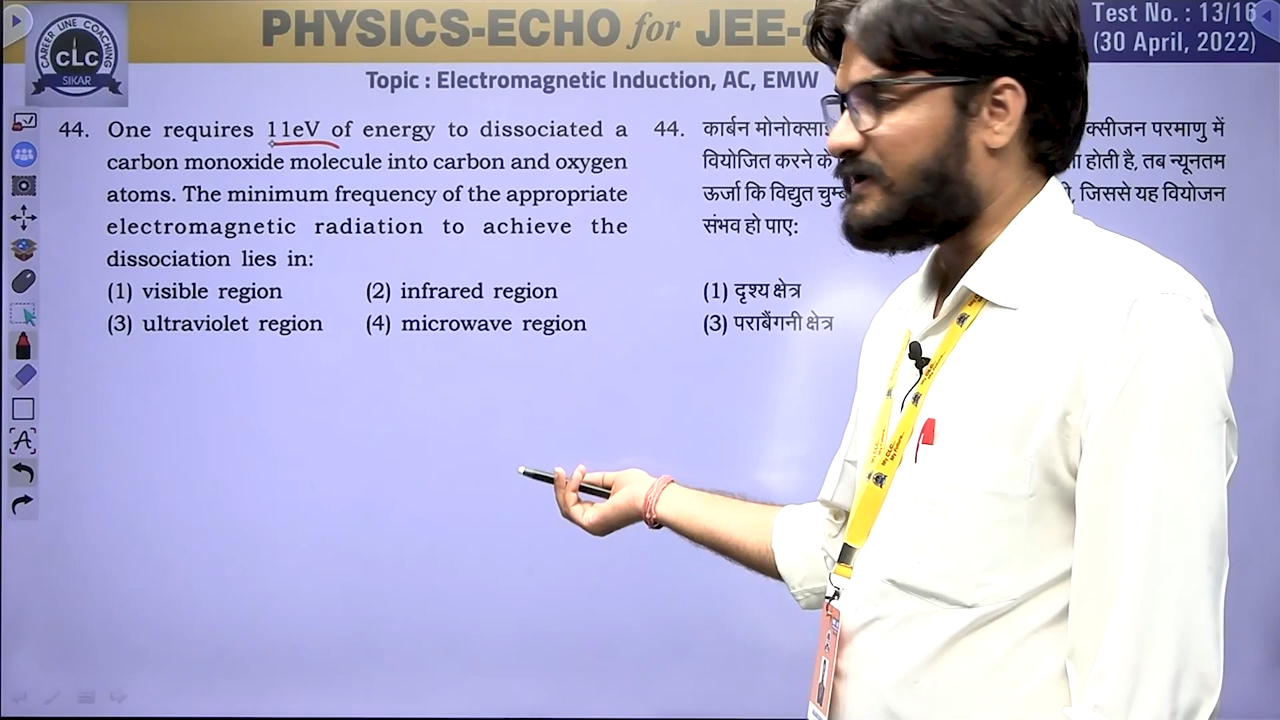 PHYSICS-ECHO for JEE-2
Test No. : 13/16
(30 April, 2022)
CAREER LINE COACHING
CLC
SIKAR
Topic : Electromagnetic Induction, AC, EMW
44. One requires 11eV of energy to dissociated a
carbon monoxide molecule into carbon and oxygen
atoms. The minimum frequency of the appropriate
electromagnetic radiation to achieve the
dissociation lies in:
(1) visible region (2) infrared region
(3) ultraviolet region (4) microwave region
44. कार्बन परमाणु में
वियोजित करने होती है, तब न्यूनतम
ऊर्जा कि विद्युत जिससे यह वियोजन
संभव हो पाए:
(1) दृश्य क्षेत्र
(3) पराबैंगनी क्षेत्र